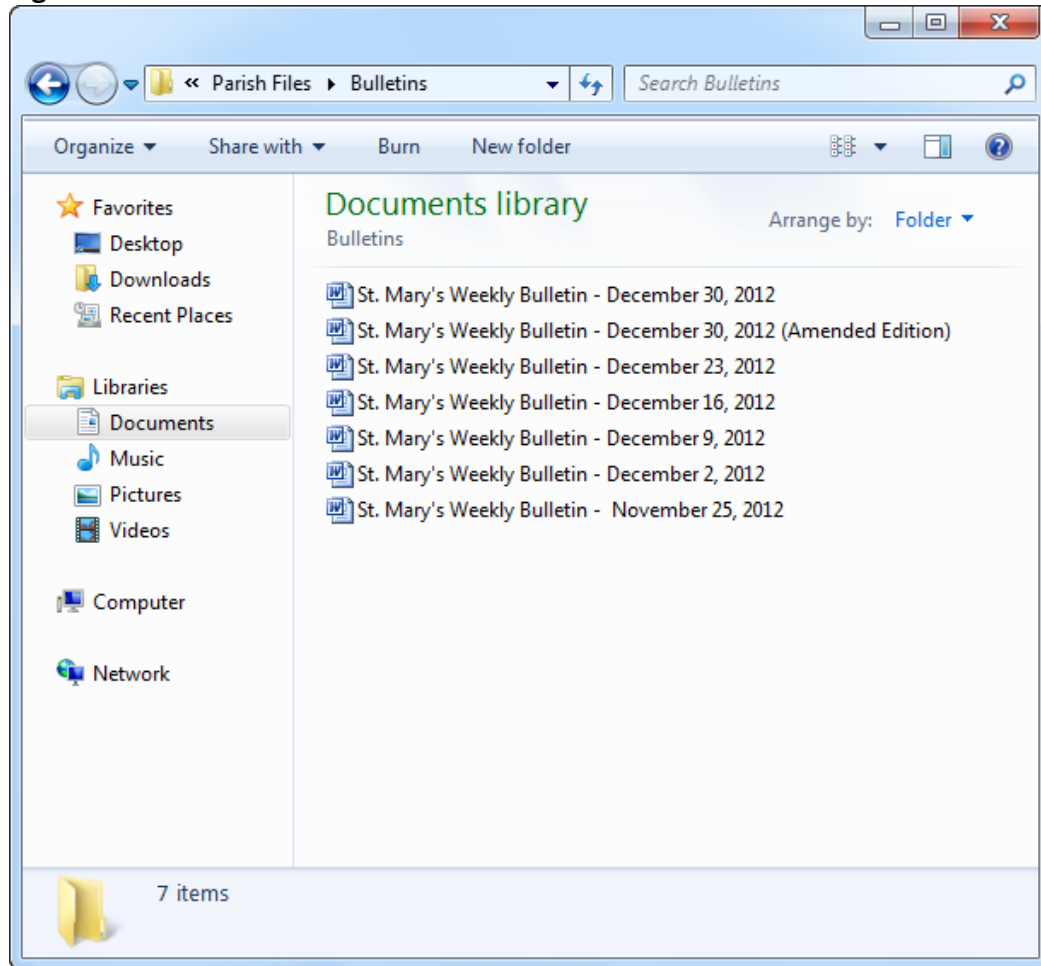 « Parish Files ▸ Bulletins
Search Bulletins
Organize Share with Burn New folder
Favorites
Desktop
Downloads
Recent Places
Libraries
Documents
Music
Pictures
Videos
Computer
Network
Documents library
Bulletins
Arrange by: Folder
St. Mary's Weekly Bulletin - December 30, 2012
St. Mary's Weekly Bulletin - December 30, 2012 (Amended Edition)
St. Mary's Weekly Bulletin - December 23, 2012
St. Mary's Weekly Bulletin - December 16, 2012
St. Mary's Weekly Bulletin - December 9, 2012
St. Mary's Weekly Bulletin - December 2, 2012
St. Mary's Weekly Bulletin -  November 25, 2012
7 items